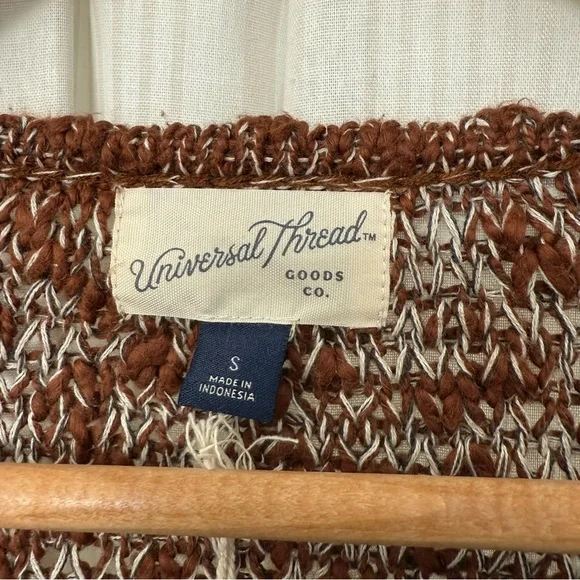 Universal Thread™
GOODS
CO.
S
MADE IN
INDONESIA